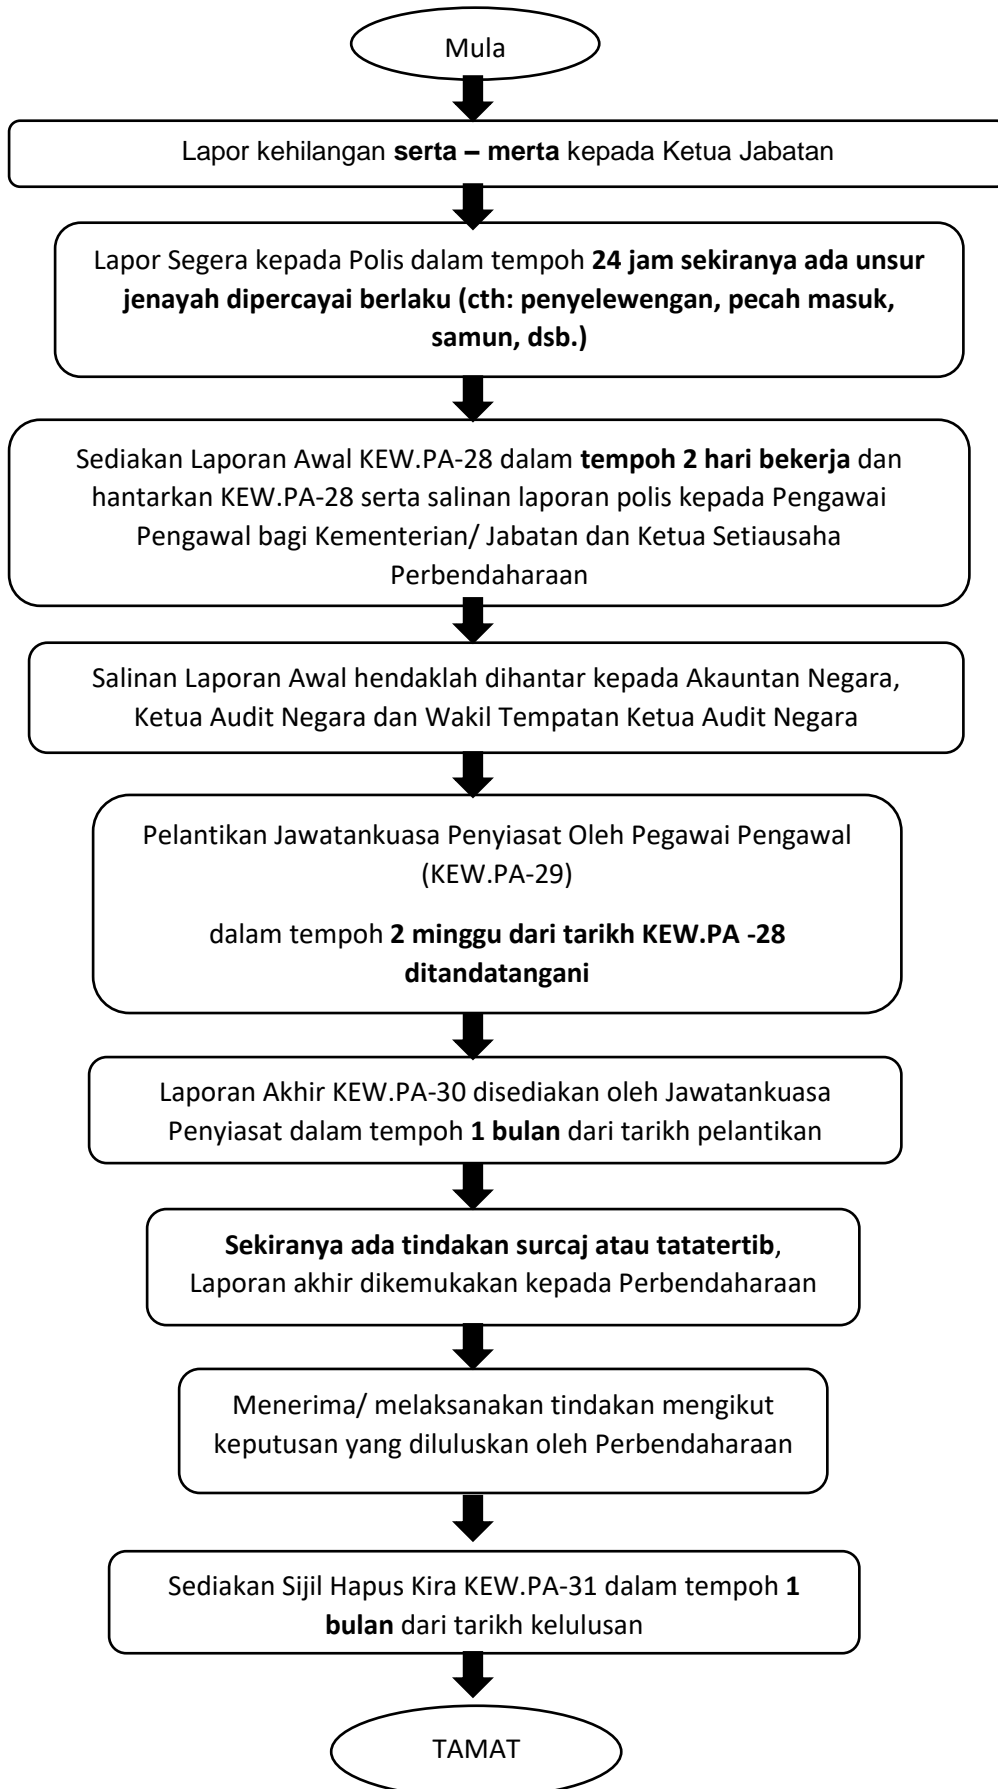 Mula
Lapor kehilangan serta – merta kepada Ketua Jabatan
Lapor Segera kepada Polis dalam tempoh 24 jam sekiranya ada unsur
jenayah dipercayai berlaku (cth: penyelewengan, pecah masuk,
samun, dsb.)
Sediakan Laporan Awal KEW.PA-28 dalam tempoh 2 hari bekerja dan
hantarkan KEW.PA-28 serta salinan laporan polis kepada Pengawai
Pengawal bagi Kementerian/ Jabatan dan Ketua Setiausaha
Perbendaharaan
Salinan Laporan Awal hendaklah dihantar kepada Akauntan Negara,
Ketua Audit Negara dan Wakil Tempatan Ketua Audit Negara
Pelantikan Jawatankuasa Penyiasat Oleh Pegawai Pengawal
(KEW.PA-29)
dalam tempoh 2 minggu dari tarikh KEW.PA -28
ditandatangani
Laporan Akhir KEW.PA-30 disediakan oleh Jawatankuasa
Penyiasat dalam tempoh 1 bulan dari tarikh pelantikan
Sekiranya ada tindakan surcaj atau tatatertib,
Laporan akhir dikemukakan kepada Perbendaharaan
Menerima/ melaksanakan tindakan mengikut
keputusan yang diluluskan oleh Perbendaharaan
Sediakan Sijil Hapus Kira KEW.PA-31 dalam tempoh 1
bulan dari tarikh kelulusan
TAMAT